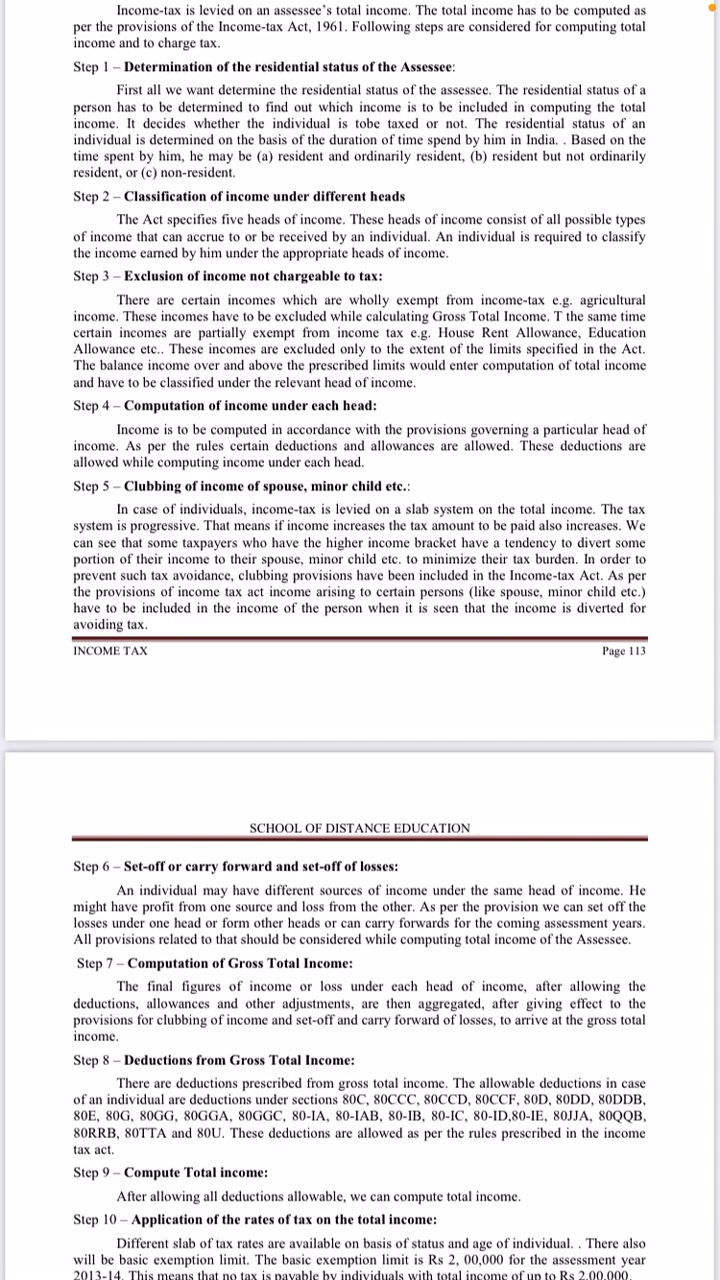 Income-tax is levied on an assessee's total income. The total income has to be computed as
per the provisions of the Income-tax Act, 1961. Following steps are considered for computing total
income and to charge tax.
Step 1 – Determination of the residential status of the Assessee:
First all we want determine the residential status of the assessee. The residential status of a
person has to be determined to find out which income is to be included in computing the total
income. It decides whether the individual is tobe taxed or not. The residential status of an
individual is determined on the basis of the duration of time spend by him in India. . Based on the
time spent by him, he may be (a) resident and ordinarily resident, (b) resident but not ordinarily
resident, or (c) non-resident.
Step 2 – Classification of income under different heads
The Act specifies five heads of income. These heads of income consist of all possible types
of income that can accrue to or be received by an individual. An individual is required to classify
the income earned by him under the appropriate heads of income.
Step 3 – Exclusion of income not chargeable to tax:
There are certain incomes which are wholly exempt from income-tax e.g. agricultural
income. These incomes have to be excluded while calculating Gross Total Income. T the same time
certain incomes are partially exempt from income tax e.g. House Rent Allowance, Education
Allowance etc.. These incomes are excluded only to the extent of the limits specified in the Act.
The balance income over and above the prescribed limits would enter computation of total income
and have to be classified under the relevant head of income.
Step 4 – Computation of income under each head:
Income is to be computed in accordance with the provisions governing a particular head of
income. As per the rules certain deductions and allowances are allowed. These deductions are
allowed while computing income under each head.
Step 5 – Clubbing of income of spouse, minor child etc.:
In case of individuals, income-tax is levied on a slab system on the total income. The tax
system is progressive. That means if income increases the tax amount to be paid also increases. We
can see that some taxpayers who have the higher income bracket have a tendency to divert some
portion of their income to their spouse, minor child etc. to minimize their tax burden. In order to
prevent such tax avoidance, clubbing provisions have been included in the Income-tax Act. As per
the provisions of income tax act income arising to certain persons (like spouse, minor child etc.)
have to be included in the income of the person when it is seen that the income is diverted for
avoiding tax.
INCOME TAX Page 113
SCHOOL OF DISTANCE EDUCATION
Step 6 – Set-off or carry forward and set-off of losses:
An individual may have different sources of income under the same head of income. He
might have profit from one source and loss from the other. As per the provision we can set off the
losses under one head or form other heads or can carry forwards for the coming assessment years.
All provisions related to that should be considered while computing total income of the Assessee.
Step 7 – Computation of Gross Total Income:
The final figures of income or loss under each head of income, after allowing the
deductions, allowances and other adjustments, are then aggregated, after giving effect to the
provisions for clubbing of income and set-off and carry forward of losses, to arrive at the gross total
income.
Step 8 – Deductions from Gross Total Income:
There are deductions prescribed from gross total income. The allowable deductions in case
of an individual are deductions under sections 80C, 80CCC, 80CCD, 80CCF, 80D, 80DD, 80DDB,
80E, 80G, 80GG, 80GGA, 80GGC, 80-IA, 80-IAB, 80-IB, 80-IC, 80-ID,80-IE, 80JJA, 80QQB,
80RRB, 80TTA and 80U. These deductions are allowed as per the rules prescribed in the income
tax act.
Step 9 – Compute Total income:
After allowing all deductions allowable, we can compute total income.
Step 10 – Application of the rates of tax on the total income:
Different slab of tax rates are available on basis of status and age of individual. . There also
will be basic exemption limit. The basic exemption limit is Rs 2, 00,000 for the assessment year
2013-14. This means that no tax is payable by individuals with total income of up to Rs 2,00,000.